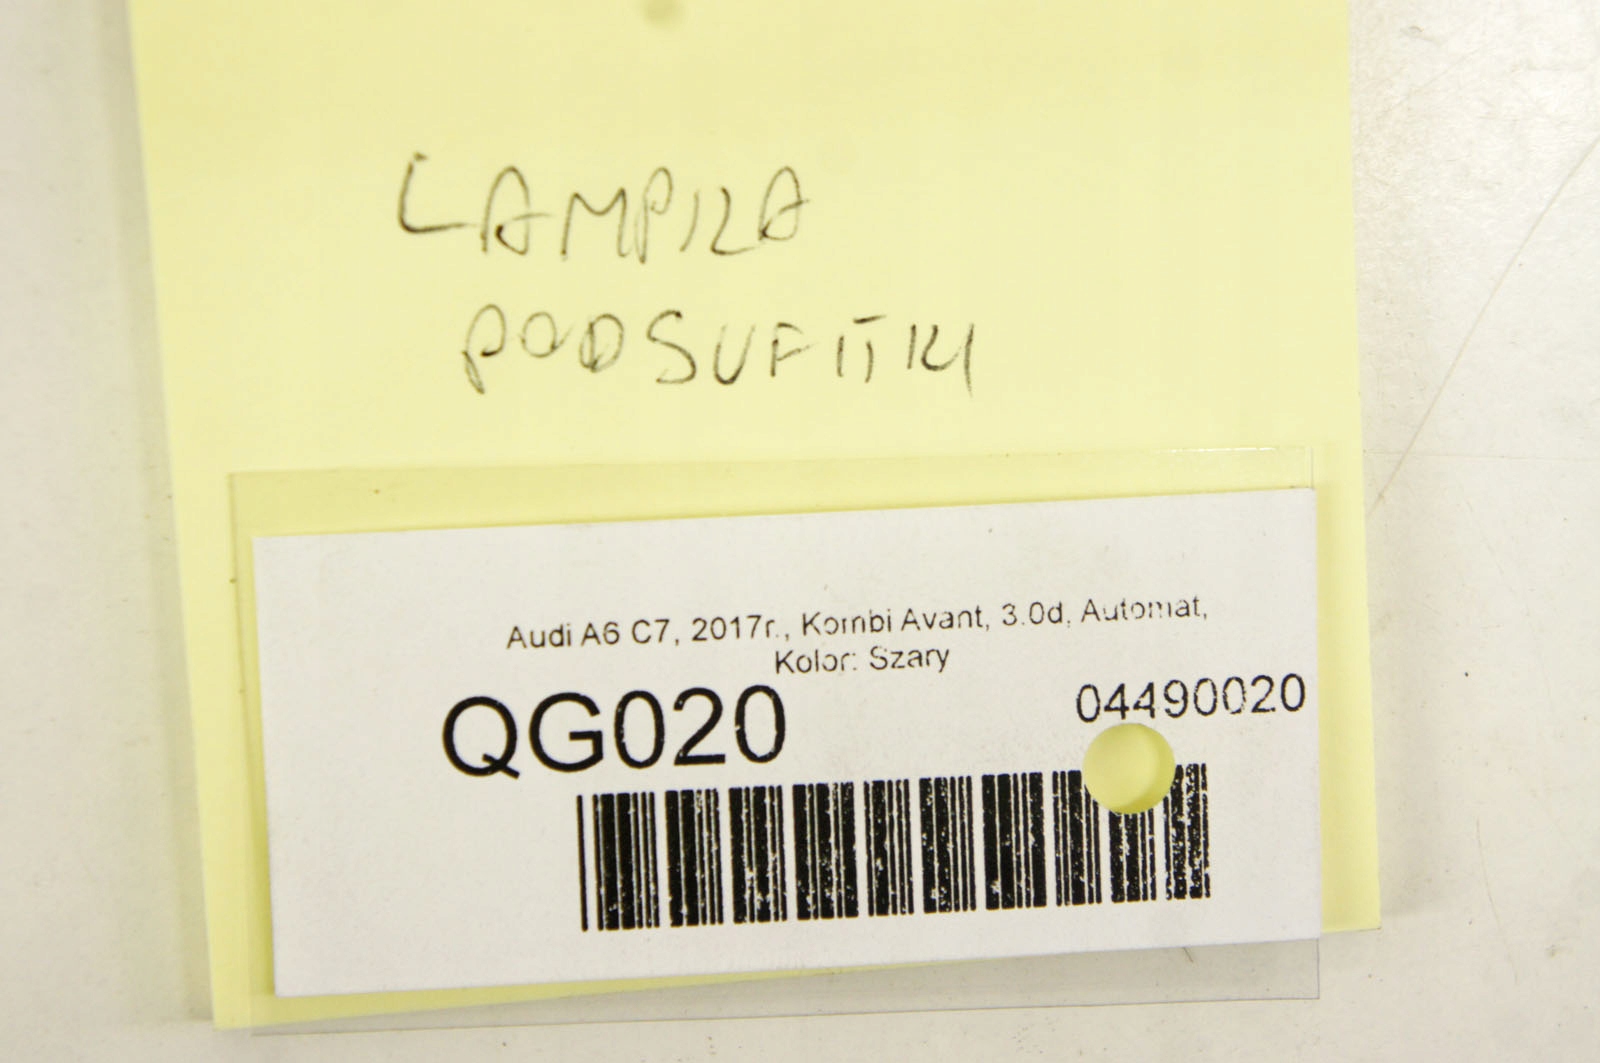 LAMPKA
PODSUFITKI
Audi A6 C7, 2017r., Kombi Avant, 3.0d, Automat,
Kolor: Szary
QG020
04490020